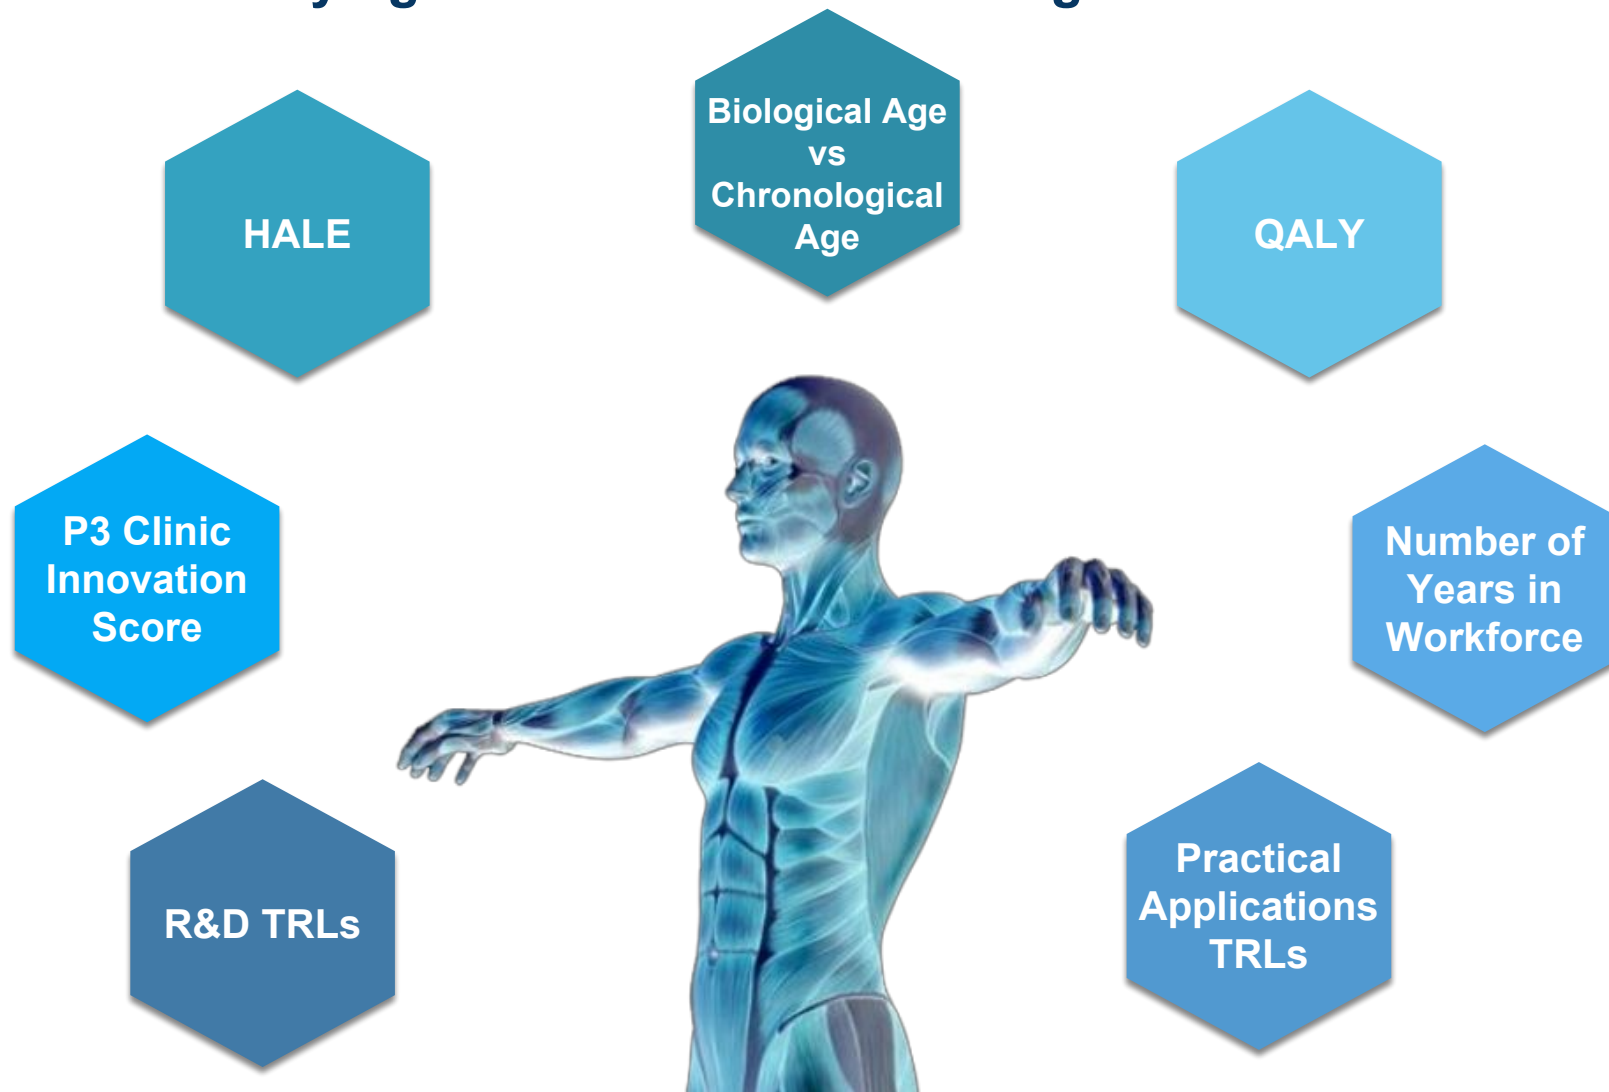 Biological Age
vs
Chronological
Age
HALE
QALY
P3 Clinic
Innovation
Score
Number of
Years in
Workforce
R&D TRLs
Practical
Applications
TRLs